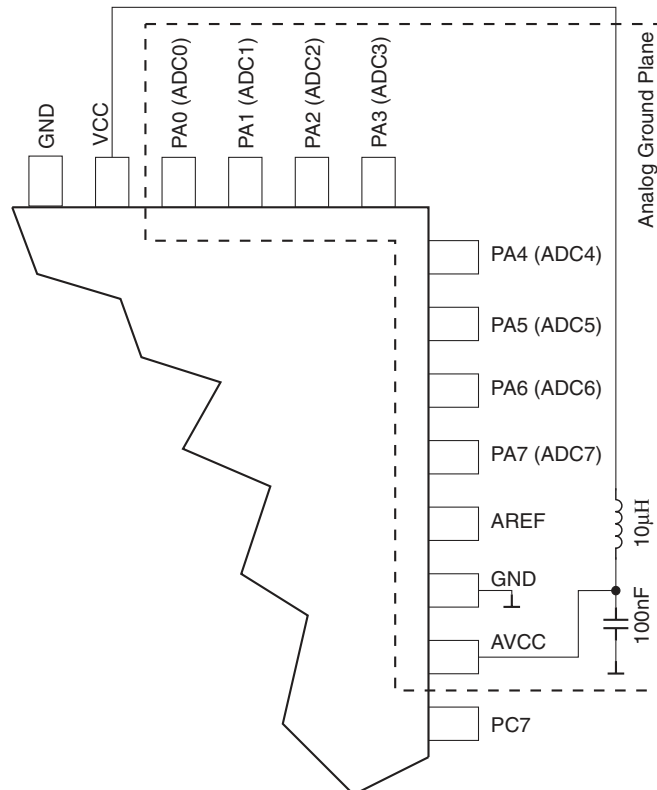 GND
VCC
PA0 (ADC0)
PA1 (ADC1)
PA2 (ADC2)
PA3 (ADC3)
Analog Ground Plane
PA4 (ADC4)
PA5 (ADC5)
PA6 (ADC6)
PA7 (ADC7)
AREF
10μH
GND
AVCC
100nF
PC7